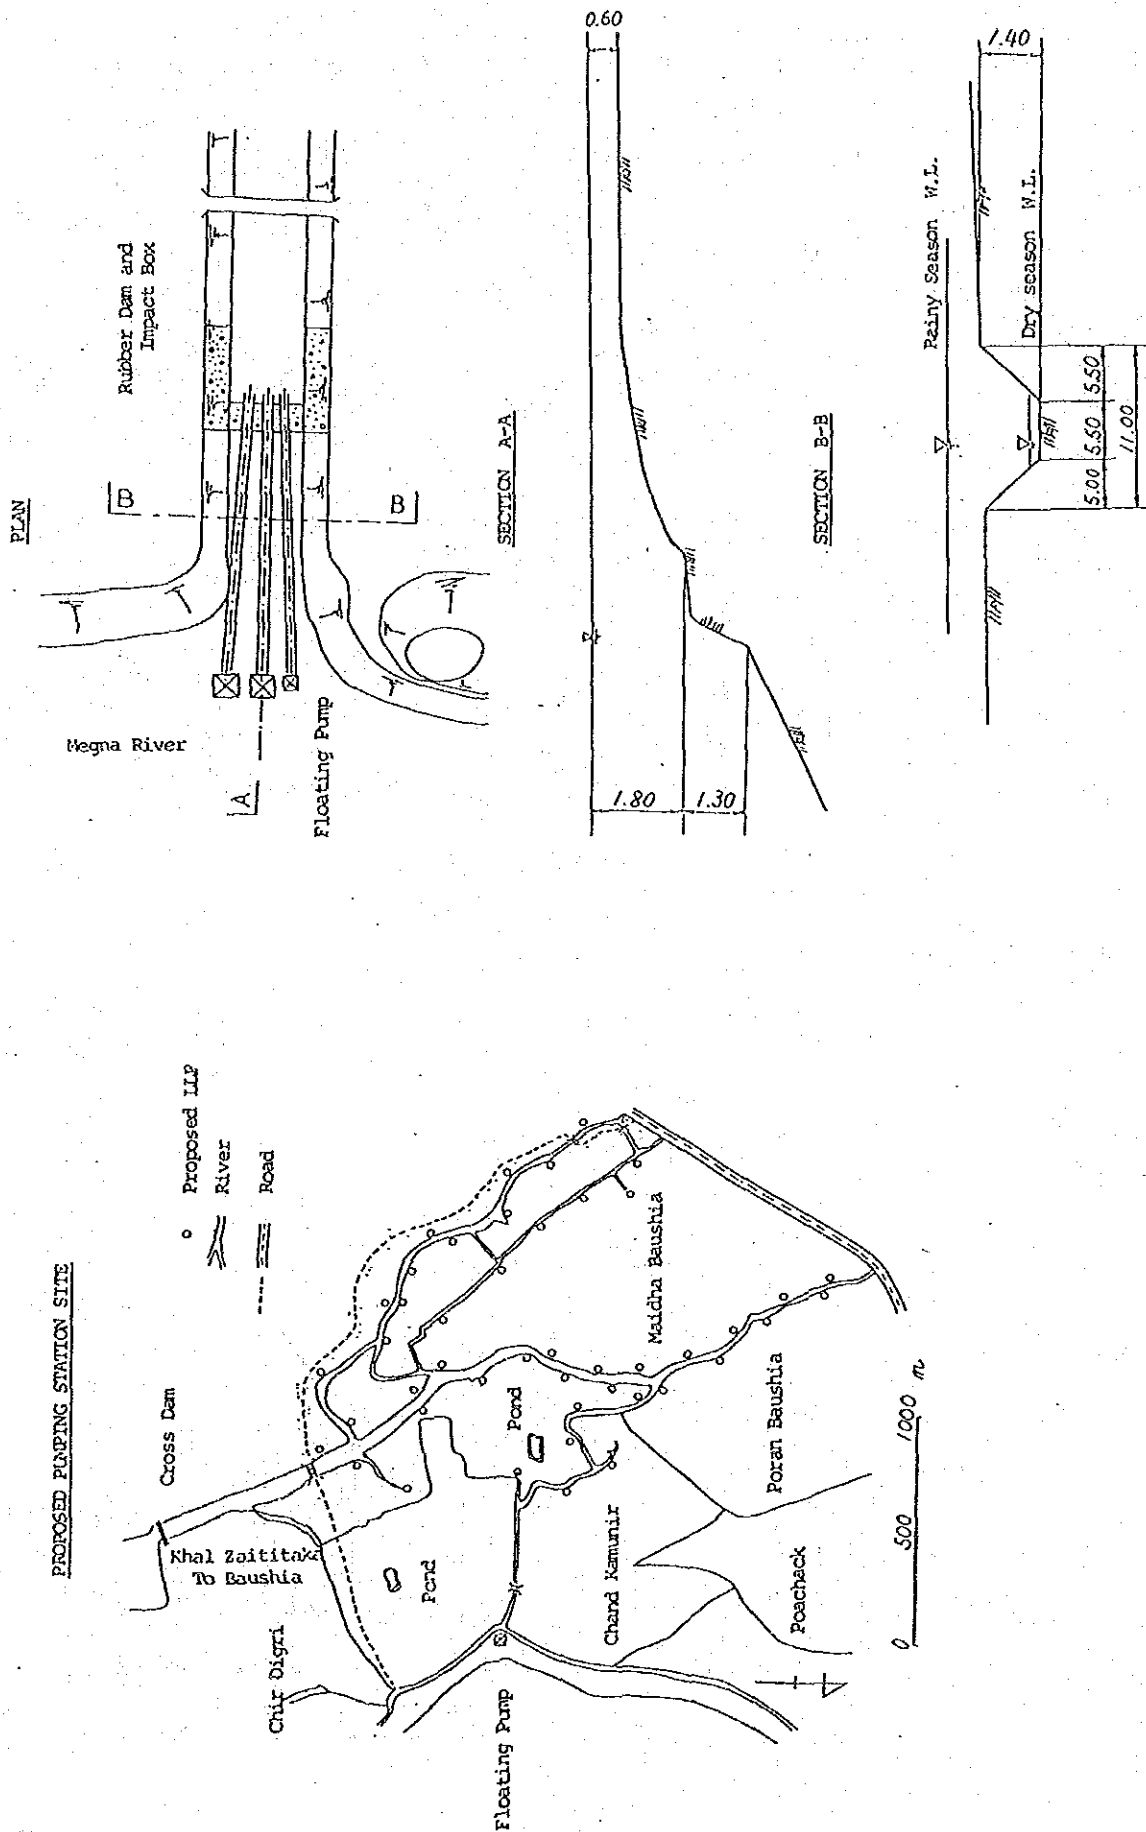 PROPOSED PUMPING STATION SITE
Proposed LLP
River
Road
Cross Dam
Khal Zaititaka
To Baushia
Chir Digri
Pond
Pond
Maidha Baushia
Floating Pump
Chand Kamunir
Poran Baushia
Poachack
0 500 1000 m
PLAN
Rubber Dam and
Impact Box
B
B
A
Megna River
Floating Pump
SECTION A-A
0.60
1.80
1.30
SECTION B-B
Rainy Season W.L.
Dry season W.L.
1.40
5.00 5.50 5.50
11.00